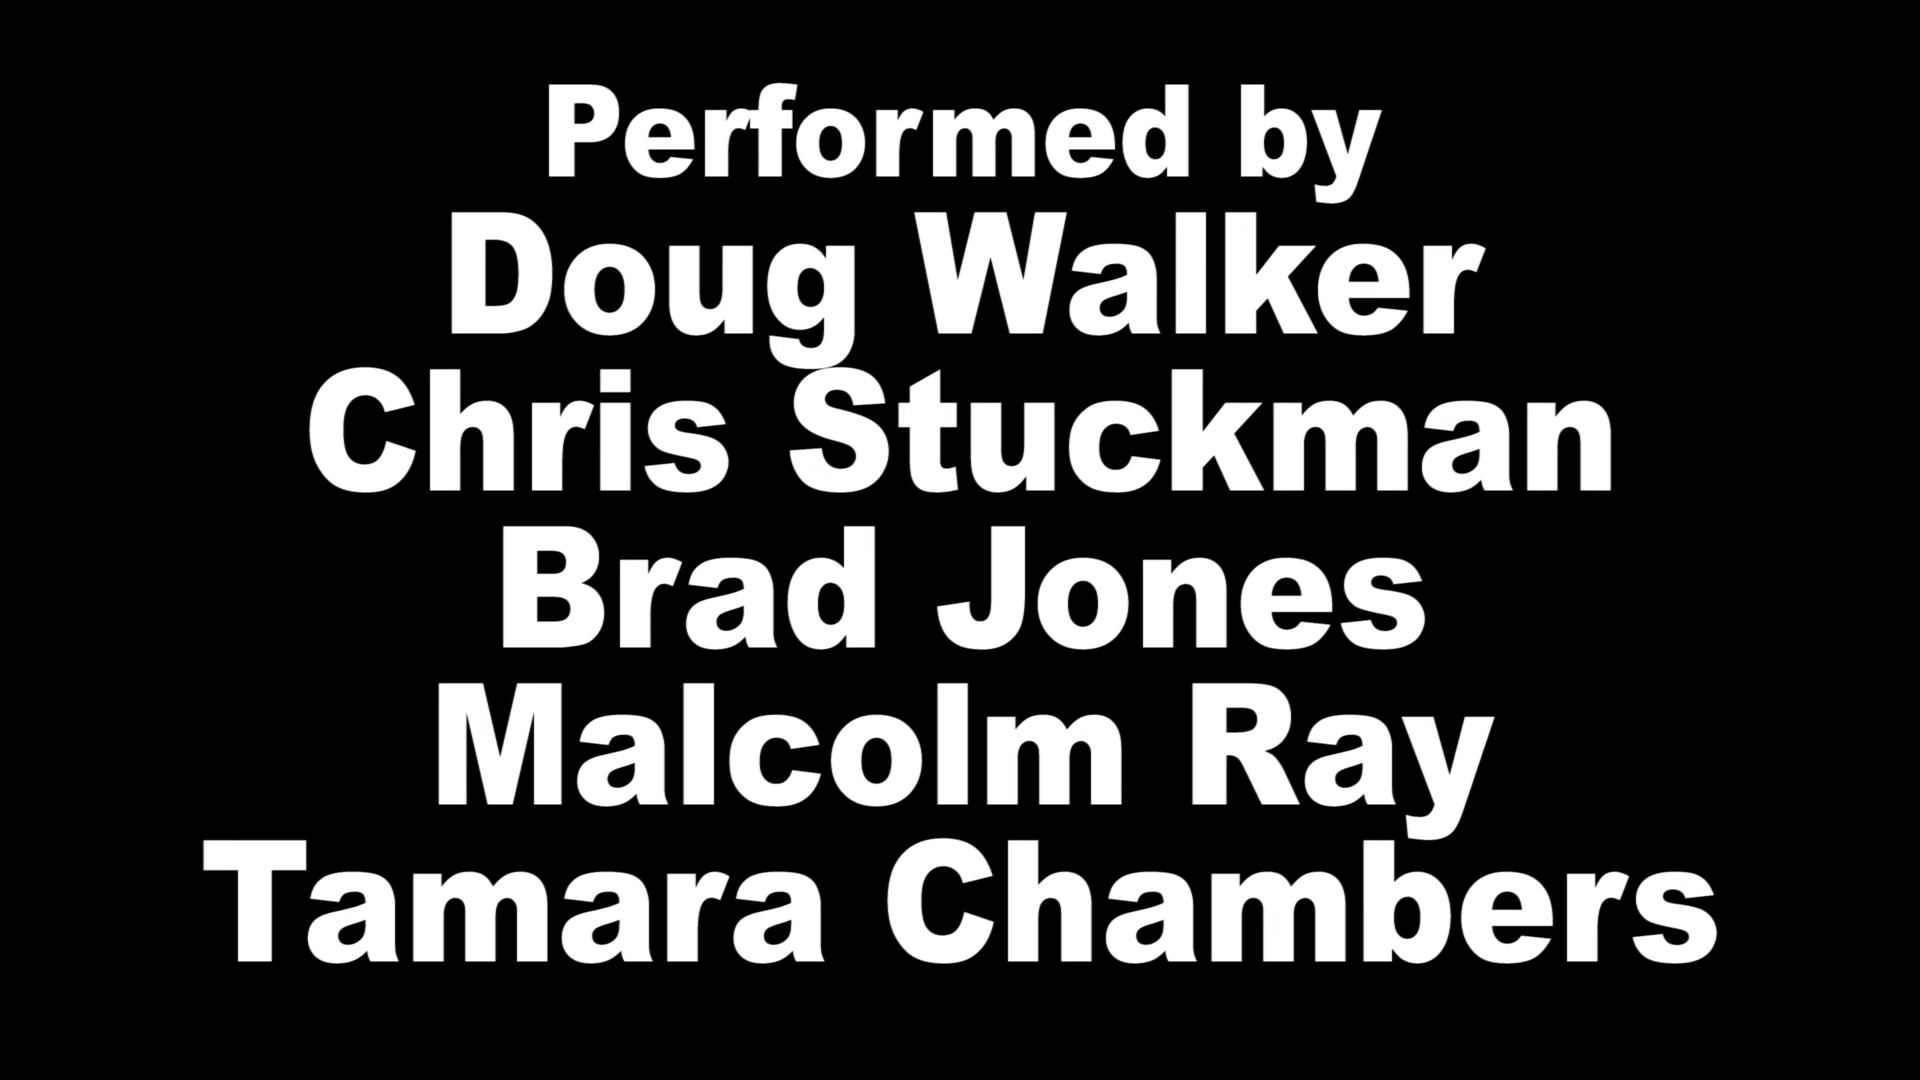 Performed by
Doug Walker
Chris Stuckman
Brad Jones
Malcolm Ray
Tamara Chambers